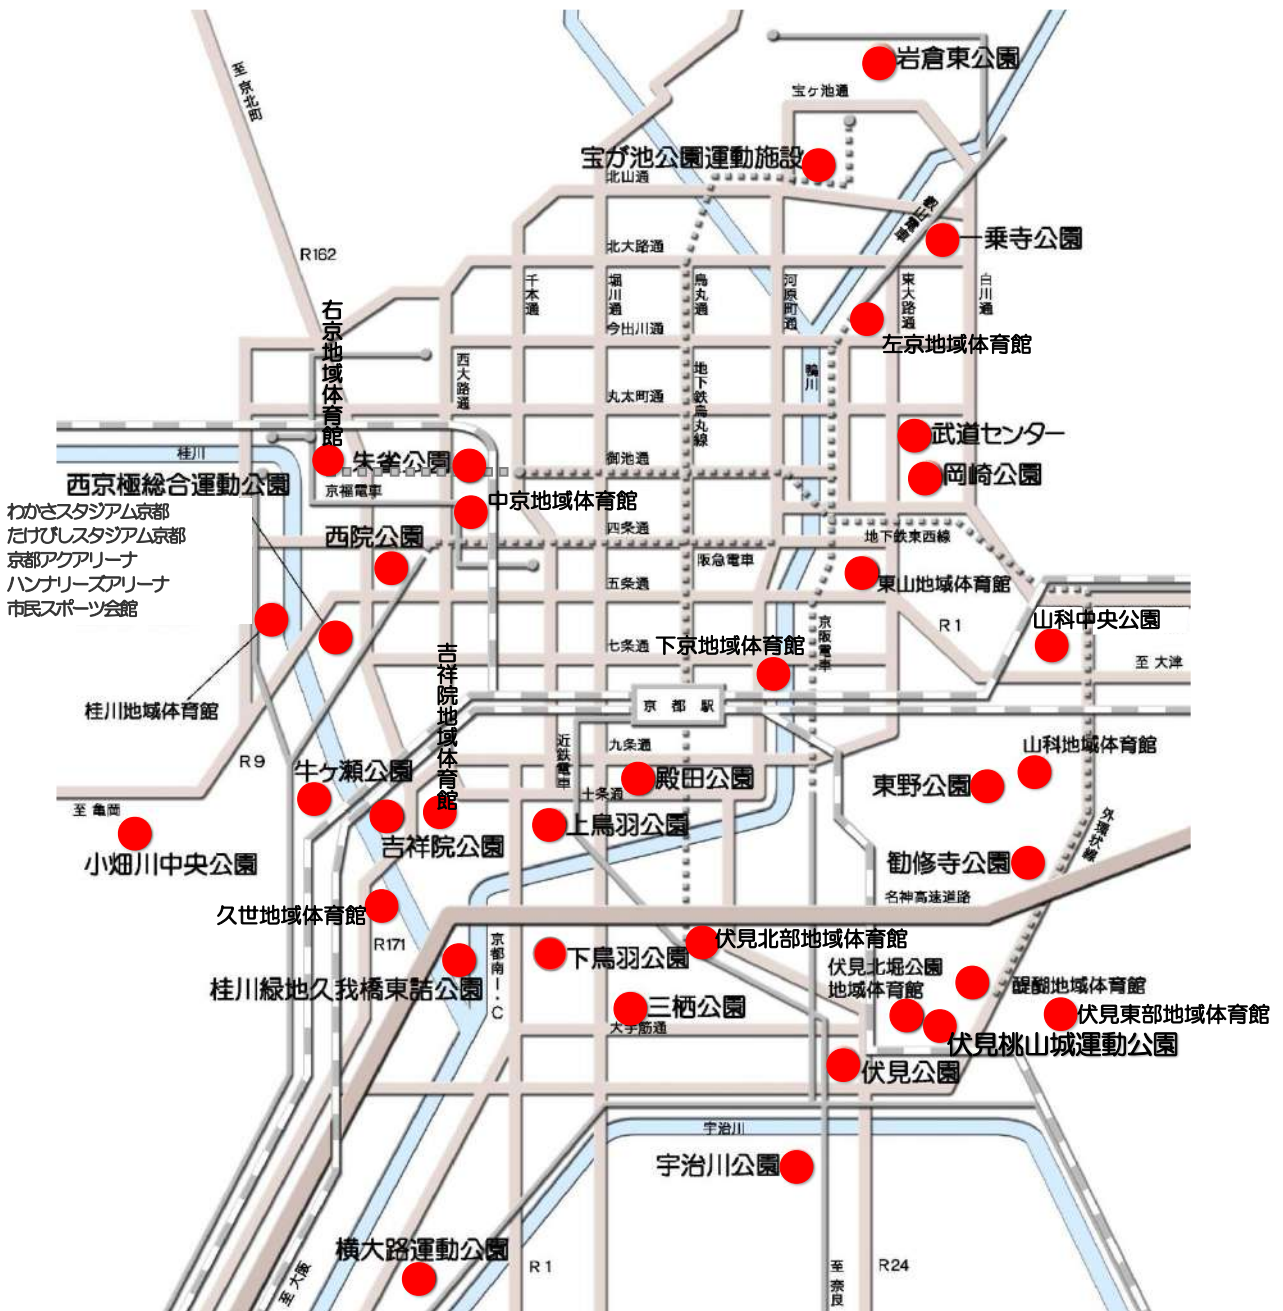 岩倉東公園
至 京北町
宝ヶ池通
宝が池公園運動施設
北山通
叡山電車
一乗寺公園
R162
北大路通
千本通
堀川通
烏丸通
河原町通
東大路通
白川通
右京地域体育館
今出川通
左京地域体育館
西大路通
地下鉄烏丸線
鴨川
丸太町通
武道センター
桂川
朱雀公園
御池通
岡崎公園
西京極総合運動公園
京福電車
中京地域体育館
わかさスタジアム京都
たけびしスタジアム京都
京都アクアリーナ
ハンナリーズアリーナ
市民スポーツ会館
西院公園
四条通
地下鉄東西線
阪急電車
五条通
東山地域体育館
京阪電車
R1
山科中央公園
七条通
下京地域体育館
至 大津
吉祥院地域体育館
桂川地域体育館
京都駅
近鉄電車
九条通
山科地域体育館
R9
牛ヶ瀬公園
殿田公園
東野公園
十条通
至 亀岡
上鳥羽公園
外環状線
吉祥院公園
小畑川中央公園
勧修寺公園
名神高速道路
久世地域体育館
R171
京都南I・C
伏見北部地域体育館
下鳥羽公園
伏見北堀公園
地域体育館
桂川緑地久我橋東詰公園
醍醐地域体育館
三栖公園
伏見東部地域体育館
大手筋通
伏見桃山城運動公園
伏見公園
宇治川
宇治川公園
横大路運動公園
至 大阪
R1
至 奈良
R24